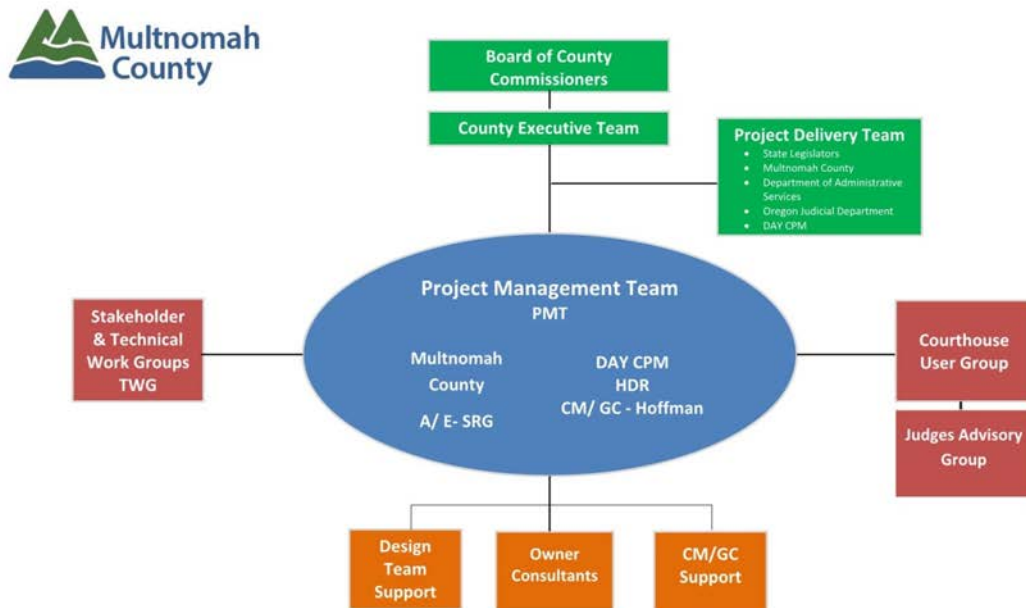 Multnomah
County
Board of County
Commissioners
County Executive Team
Project Delivery Team
• State Legislators
• Multnomah County
• Department of Administrative
Services
• Oregon Judicial Department
• DAY CPM
Project Management Team
PMT
Multnomah
County
A/ E- SRG
DAY CPM
HDR
CM/ GC - Hoffman
Stakeholder
& Technical
Work Groups
TWG
Courthouse
User Group
Judges Advisory
Group
Design
Team
Support
Owner
Consultants
CM/GC
Support